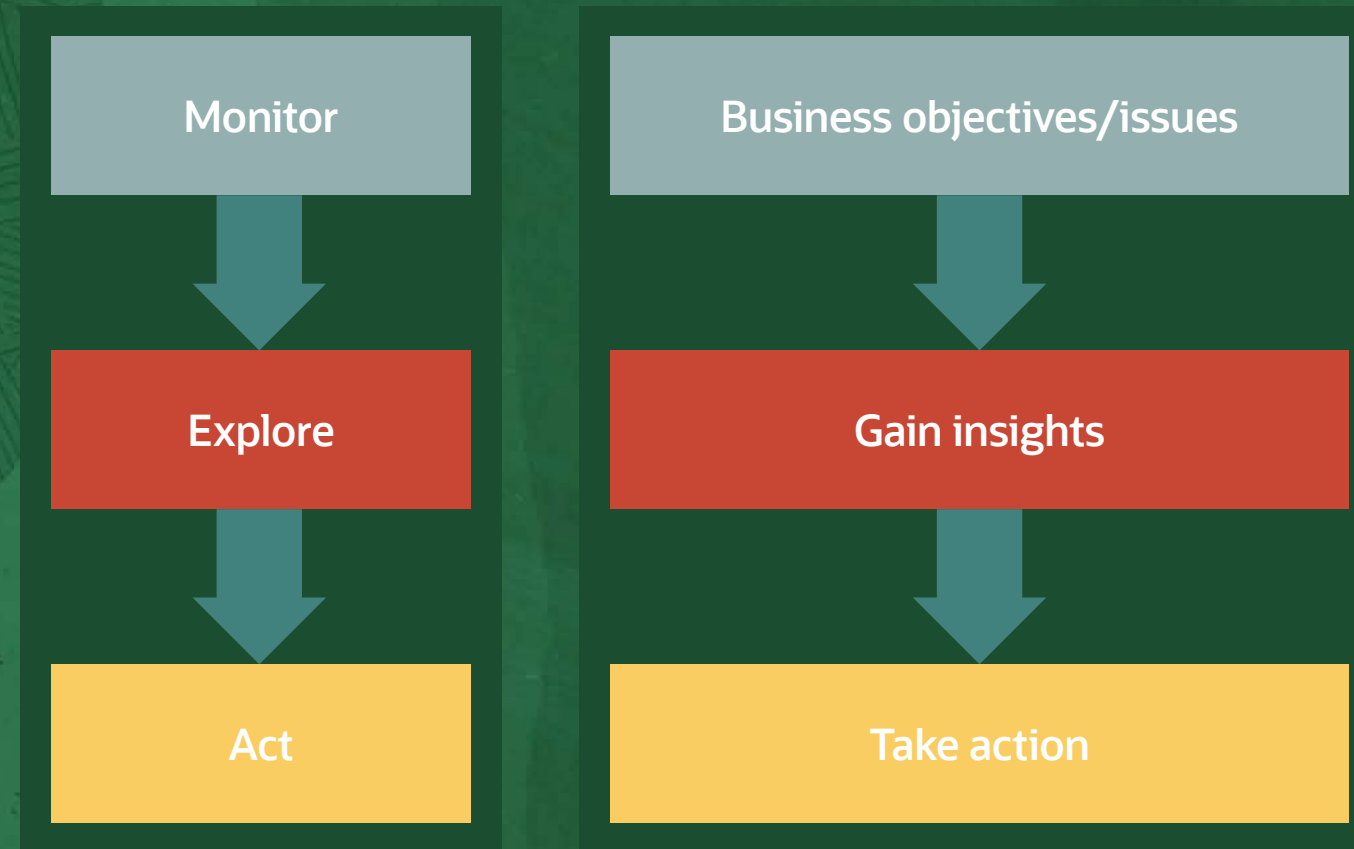 Monitor
Explore
Act
Business objectives/issues
Gain insights
Take action